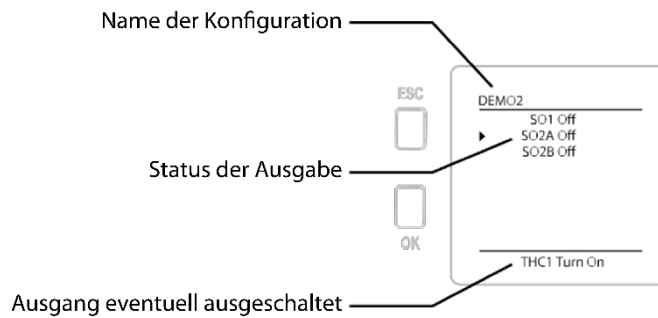 Name der Konfiguration
ESC
DEMO2
SO1 Off
SO2A Off
SO2B Off
Status der Ausgabe
OK
THC1 Turn On
Ausgang eventuell ausgeschaltet